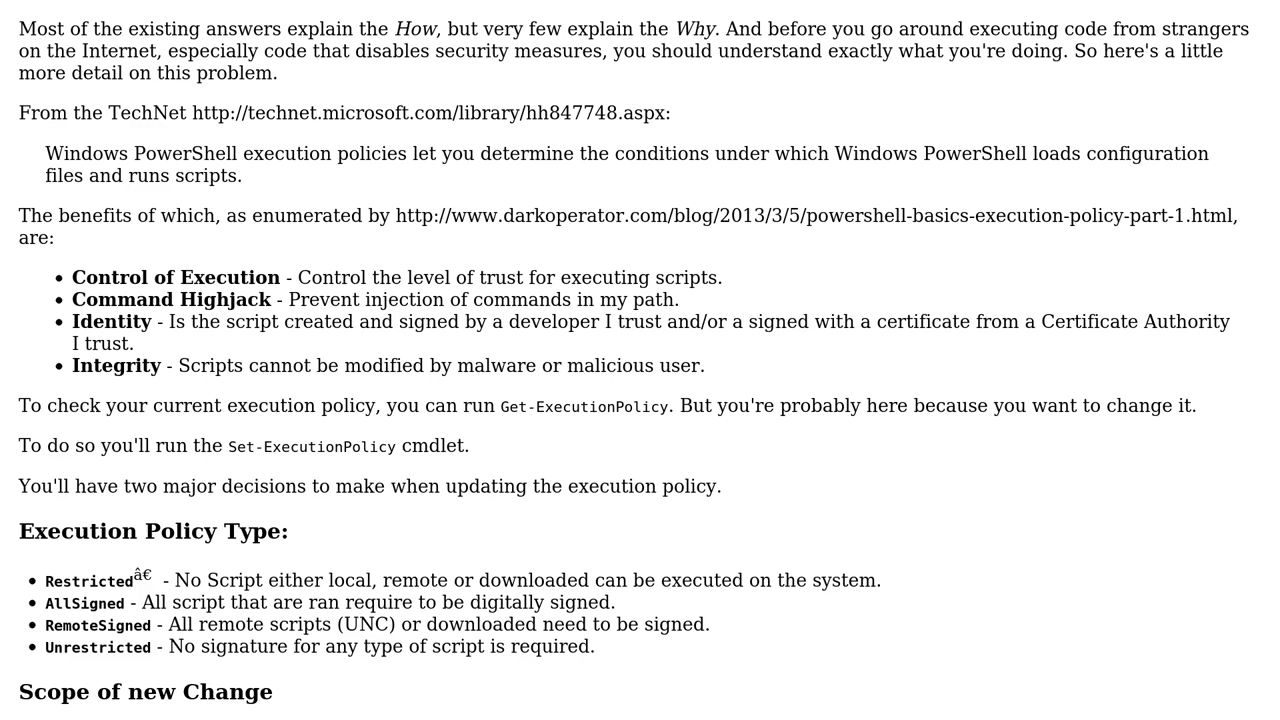 Most of the existing answers explain the How, but very few explain the Why. And before you go around executing code from strangers
on the Internet, especially code that disables security measures, you should understand exactly what you're doing. So here's a little
more detail on this problem.
From the TechNet http://technet.microsoft.com/library/hh847748.aspx:
Windows PowerShell execution policies let you determine the conditions under which Windows PowerShell loads configuration
files and runs scripts.
The benefits of which, as enumerated by http://www.darkoperator.com/blog/2013/3/5/powershell-basics-execution-policy-part-1.html,
are:
• Control of Execution - Control the level of trust for executing scripts.
• Command Highjack - Prevent injection of commands in my path.
• Identity - Is the script created and signed by a developer I trust and/or a signed with a certificate from a Certificate Authority
I trust.
• Integrity - Scripts cannot be modified by malware or malicious user.
To check your current execution policy, you can run Get-ExecutionPolicy. But you're probably here because you want to change it.
To do so you'll run the Set-ExecutionPolicy cmdlet.
You'll have two major decisions to make when updating the execution policy.
Execution Policy Type:
• Restrictedâ€ - No Script either local, remote or downloaded can be executed on the system.
• AllSigned - All script that are ran require to be digitally signed.
• RemoteSigned - All remote scripts (UNC) or downloaded need to be signed.
• Unrestricted - No signature for any type of script is required.
Scope of new Change